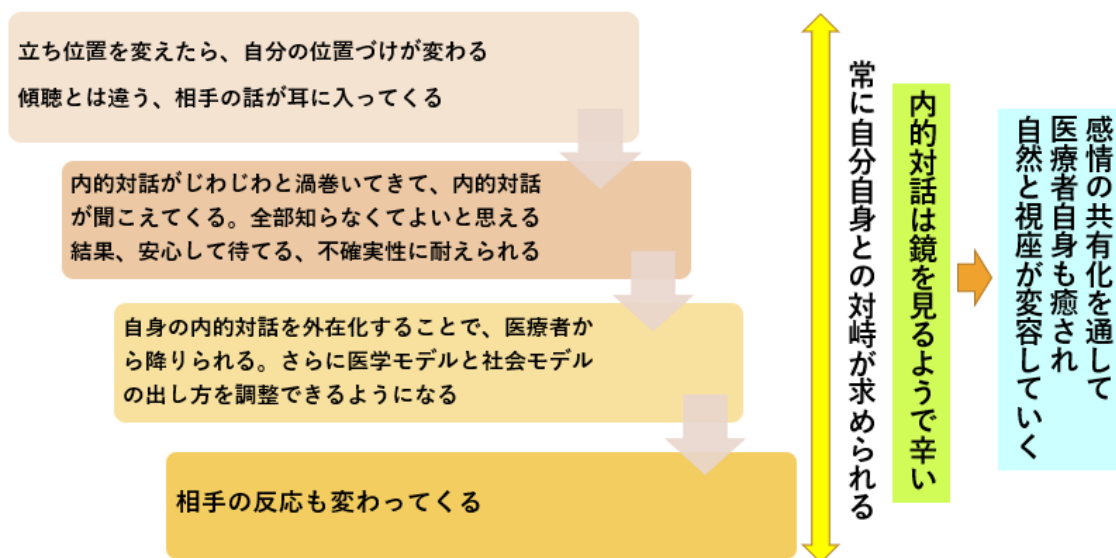 立ち位置を変えたら、自分の位置づけが変わる
傾聴とは違う、相手の話が耳に入ってくる
内的対話がじわじわと渦巻いてきて、内的対話
が聞こえてくる。全部知らなくてよいと思える
結果、安心して待てる、不確実性に耐えられる
自身の内的対話を外在化することで、医療者か
ら降りられる。さらに医学モデルと社会モデル
の出し方を調整できるようになる
相手の反応も変わってくる
常に自分自身との対峙が求められる
内的対話は鏡を見るようで辛い
感情の共有化を通して
医療者自身も癒され
自然と視座が変容していく